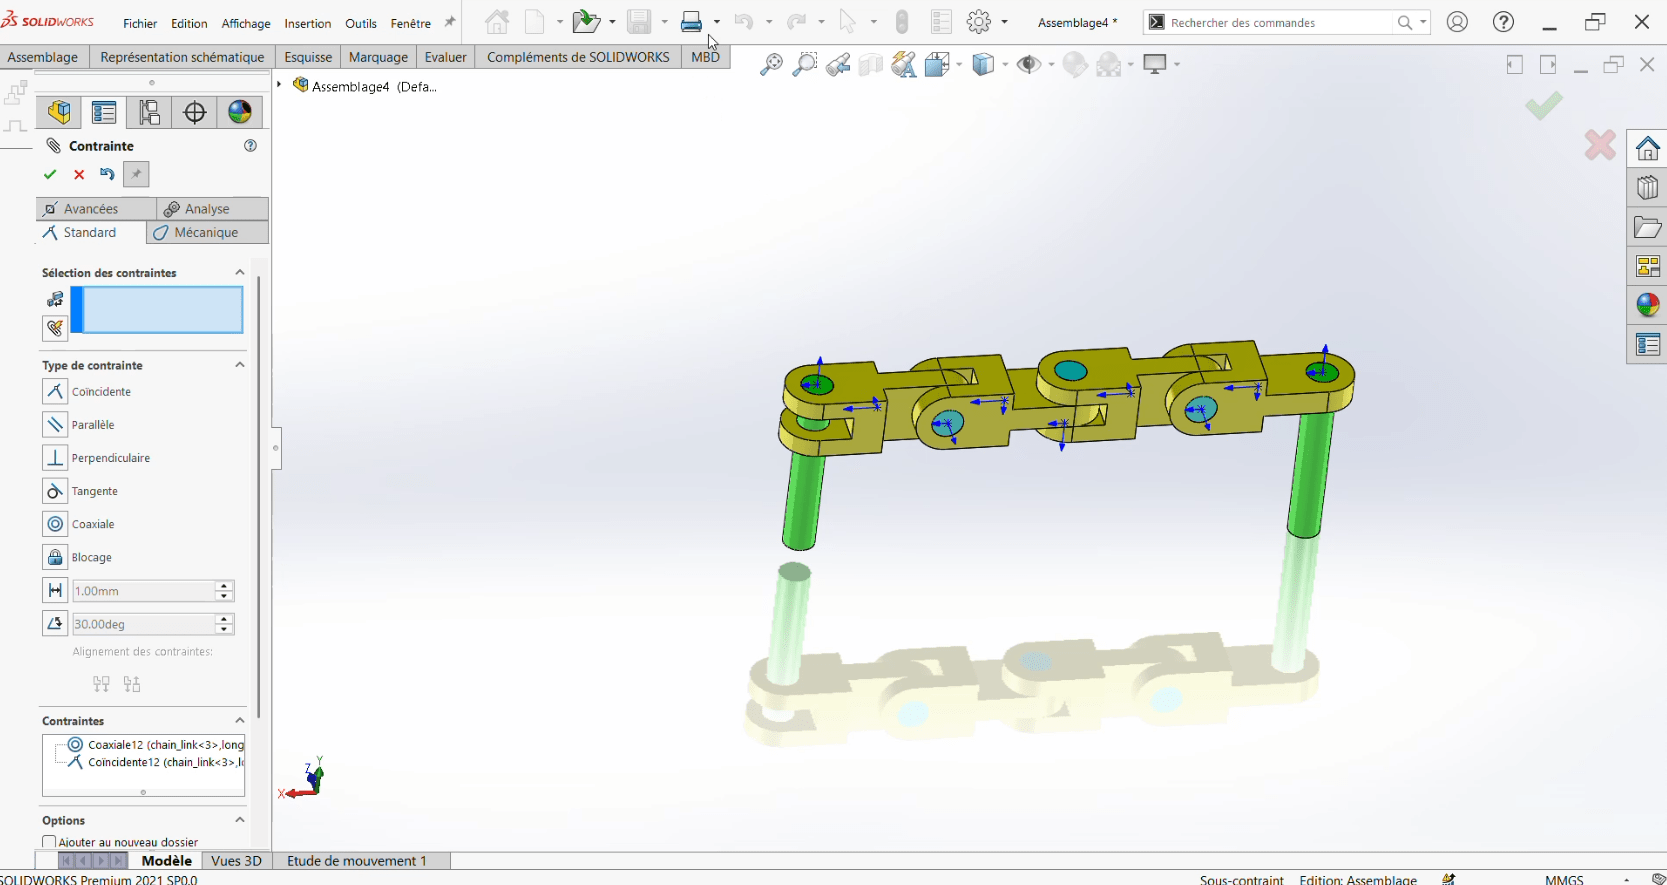 SOLIDWORKS
Fichier Edition Affichage Insertion Outils Fenêtre
Assemblage4 *
Rechercher des commandes
Assemblage Représentation schématique Esquisse Marquage Evaluer Compléments de SOLIDWORKS MBD
Assemblage4 (Defa...
Contrainte
Avancées Analyse
Standard Mécanique
Sélection des contraintes
Type de contrainte
Coïncidente
Parallèle
Perpendiculaire
Tangente
Coaxiale
Blocage
1.00mm
30.00deg
Alignement des contraintes:
Contraintes
Coaxiale12 (chain_link<3>,long
Coïncidente12 (chain_link<3>,l
Options
Ajouter au nouveau dossier
Y
Z
X
Modèle Vues 3D Etude de mouvement 1
SOLIDWORKS Premium 2021 SP0.0
Sous-contraint Edition: Assemblage MMGS